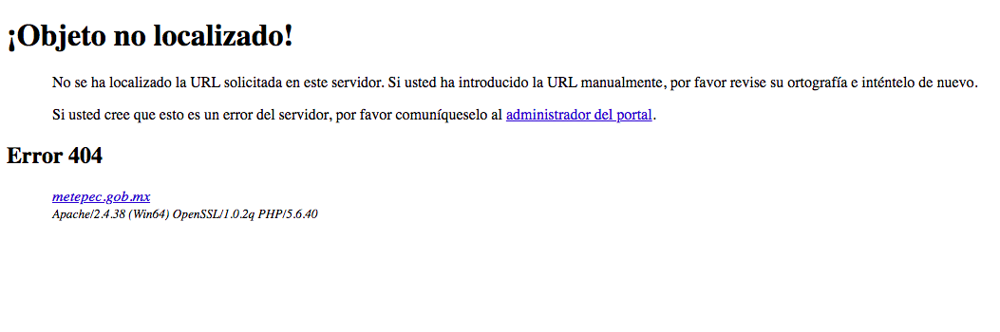 ¡Objeto no localizado!
No se ha localizado la URL solicitada en este servidor. Si usted ha introducido la URL manualmente, por favor revise su ortografía e inténtelo de nuevo.
Si usted cree que esto es un error del servidor, por favor comuníqueselo al administrador del portal.
Error 404
metepec.gob.mx
Apache/2.4.38 (Win64) OpenSSL/1.0.2q PHP/5.6.40